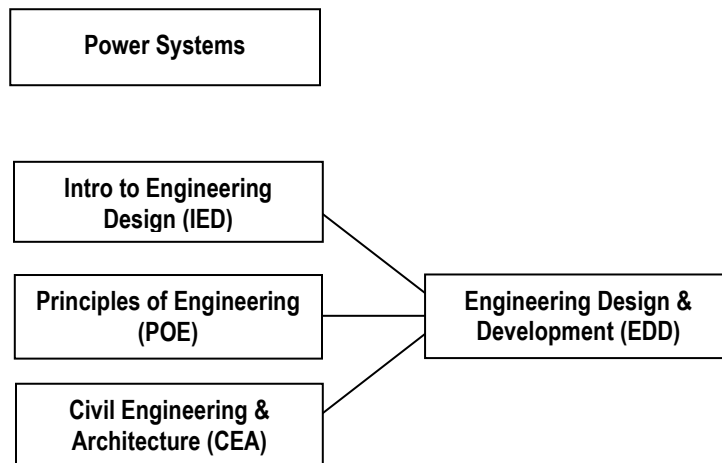 Power Systems
Intro to Engineering
Design (IED)
Principles of Engineering
(POE)
Engineering Design &
Development (EDD)
Civil Engineering &
Architecture (CEA)